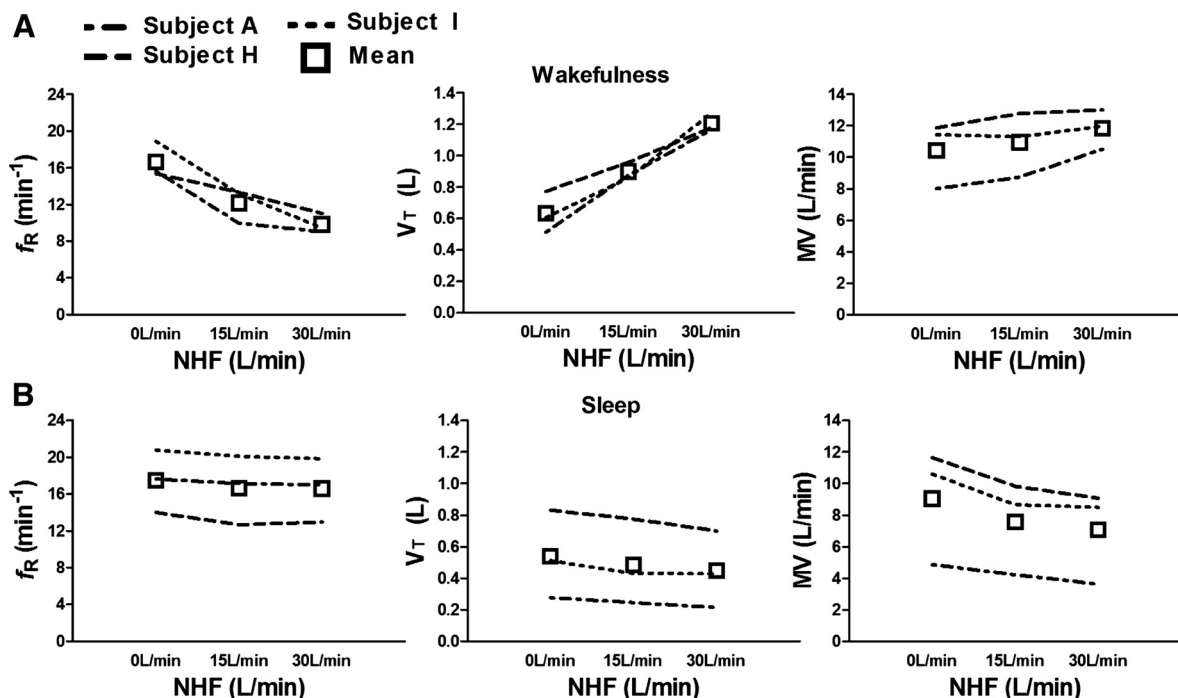 A
Subject A
Subject I
Subject H
Mean
Wakefulness
fR (min⁻¹)
24
20
16
12
8
4
0
0L/min 15L/min 30L/min
NHF (L/min)
VT (L)
1.4
1.2
1.0
0.8
0.6
0.4
0.2
0.0
0L/min 15L/min 30L/min
NHF (L/min)
MV (L/min)
14
12
10
8
6
4
2
0
0L/min 15L/min 30L/min
NHF (L/min)
B
Sleep
fR (min⁻¹)
24
20
16
12
8
4
0
0L/min 15L/min 30L/min
NHF (L/min)
VT (L)
1.4
1.2
1.0
0.8
0.6
0.4
0.2
0.0
0L/min 15L/min 30L/min
NHF (L/min)
MV (L/min)
14
12
10
8
6
4
2
0
0L/min 15L/min 30L/min
NHF (L/min)